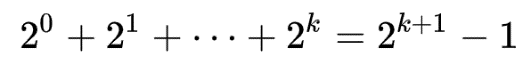 2^0 + 2^1 + ⋯ + 2^k = 2^{k+1} − 1